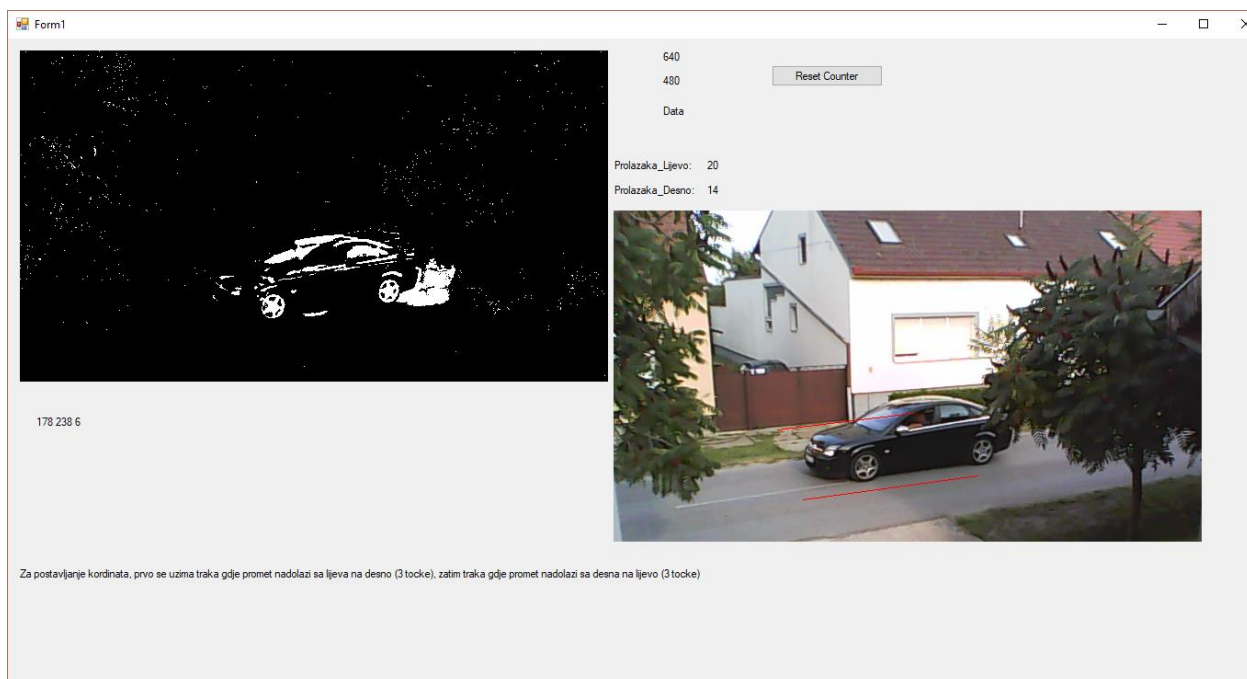 Form1
640
480
Reset Counter
Data
Prolazaka_Lijevo: 20
Prolazaka_Desno: 14
178 238 6
Za postavljanje kordinata, prvo se uzima traka gdje promet nadolazi sa lijeva na desno (3 tocke), zatim traka gdje promet nadolazi sa desna na lijevo (3 tocke)